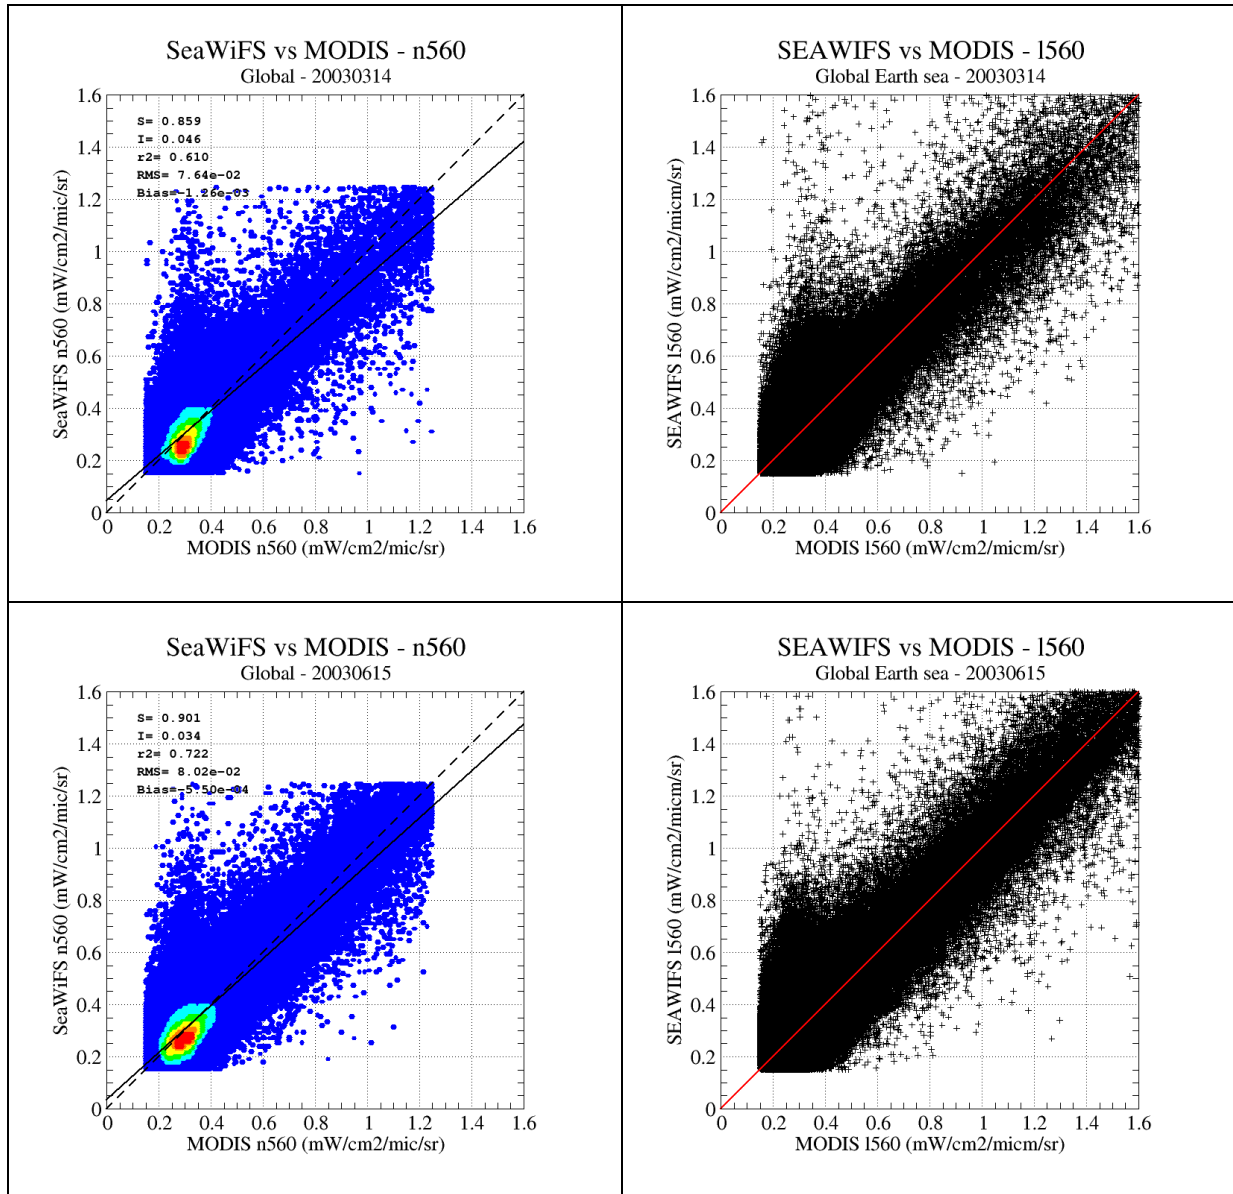 SeaWiFS vs MODIS - n560
Global - 20030314
S= 0.859
I= 0.046
r2= 0.610
RMS= 7.64e-02
Bias=-1.26e-03
SeaWiFS n560 (mW/cm2/mic/sr)
1.6
1.4
1.2
1
0.8
0.6
0.4
0.2
0
0 0.2 0.4 0.6 0.8 1 1.2 1.4 1.6
MODIS n560 (mW/cm2/mic/sr)
SEAWIFS vs MODIS - l560
Global Earth sea - 20030314
SEAWIFS l560 (mW/cm2/micm/sr)
1.6
1.4
1.2
1
0.8
0.6
0.4
0.2
0
0 0.2 0.4 0.6 0.8 1 1.2 1.4 1.6
MODIS l560 (mW/cm2/micm/sr)
SeaWiFS vs MODIS - n560
Global - 20030615
S= 0.901
I= 0.034
r2= 0.722
RMS= 8.02e-02
Bias=-5.50e-04
SeaWiFS n560 (mW/cm2/mic/sr)
1.6
1.4
1.2
1
0.8
0.6
0.4
0.2
0
0 0.2 0.4 0.6 0.8 1 1.2 1.4 1.6
MODIS n560 (mW/cm2/mic/sr)
SEAWIFS vs MODIS - l560
Global Earth sea - 20030615
SEAWIFS l560 (mW/cm2/micm/sr)
1.6
1.4
1.2
1
0.8
0.6
0.4
0.2
0
0 0.2 0.4 0.6 0.8 1 1.2 1.4 1.6
MODIS l560 (mW/cm2/micm/sr)